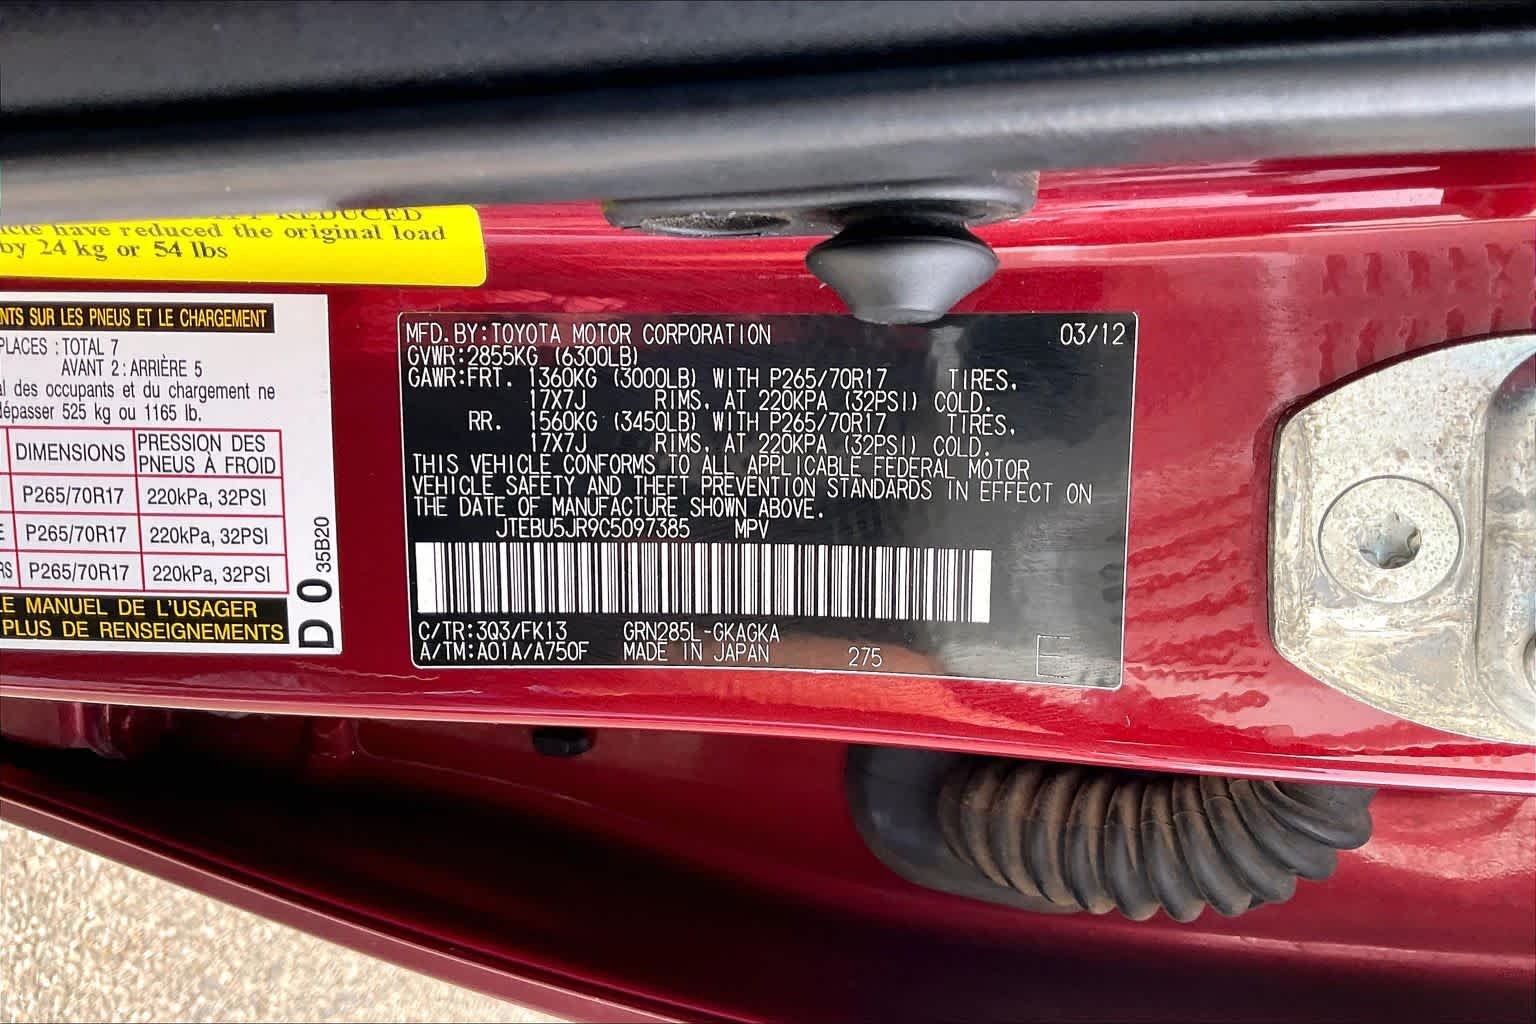 REDUCED
have reduced the original load
by 24 kg or 54 lbs
SUR LES PNEUS ET LE CHARGEMENT
PLACES : TOTAL 7
AVANT 2 : ARRIÈRE 5
des occupants et du chargement ne
dépasser 525 kg ou 1165 lb.
DIMENSIONS PRESSION DES PNEUS À FROID
P265/70R17 220kPa, 32PSI
P265/70R17 220kPa, 32PSI
P265/70R17 220kPa, 32PSI
LE MANUEL DE L'USAGER
PLUS DE RENSEIGNEMENTS
D 0 35B20
MFD. BY: TOYOTA MOTOR CORPORATION 03/12
GVWR: 2855KG (6300LB)
GAWR: FRT. 1360KG (3000LB) WITH P265/70R17 TIRES,
17X7J RIMS, AT 220KPA (32PSI) COLD.
RR. 1560KG (3450LB) WITH P265/70R17 TIRES,
17X7J RIMS, AT 220KPA (32PSI) COLD.
THIS VEHICLE CONFORMS TO ALL APPLICABLE FEDERAL MOTOR
VEHICLE SAFETY AND THEFT PREVENTION STANDARDS IN EFFECT ON
THE DATE OF MANUFACTURE SHOWN ABOVE.
JTEBU5JR9C5097385 MPV
C/TR: 3Q3/FK13 GRN285L-GKAGKA
A/TM: A01A/A750F MADE IN JAPAN 275
E